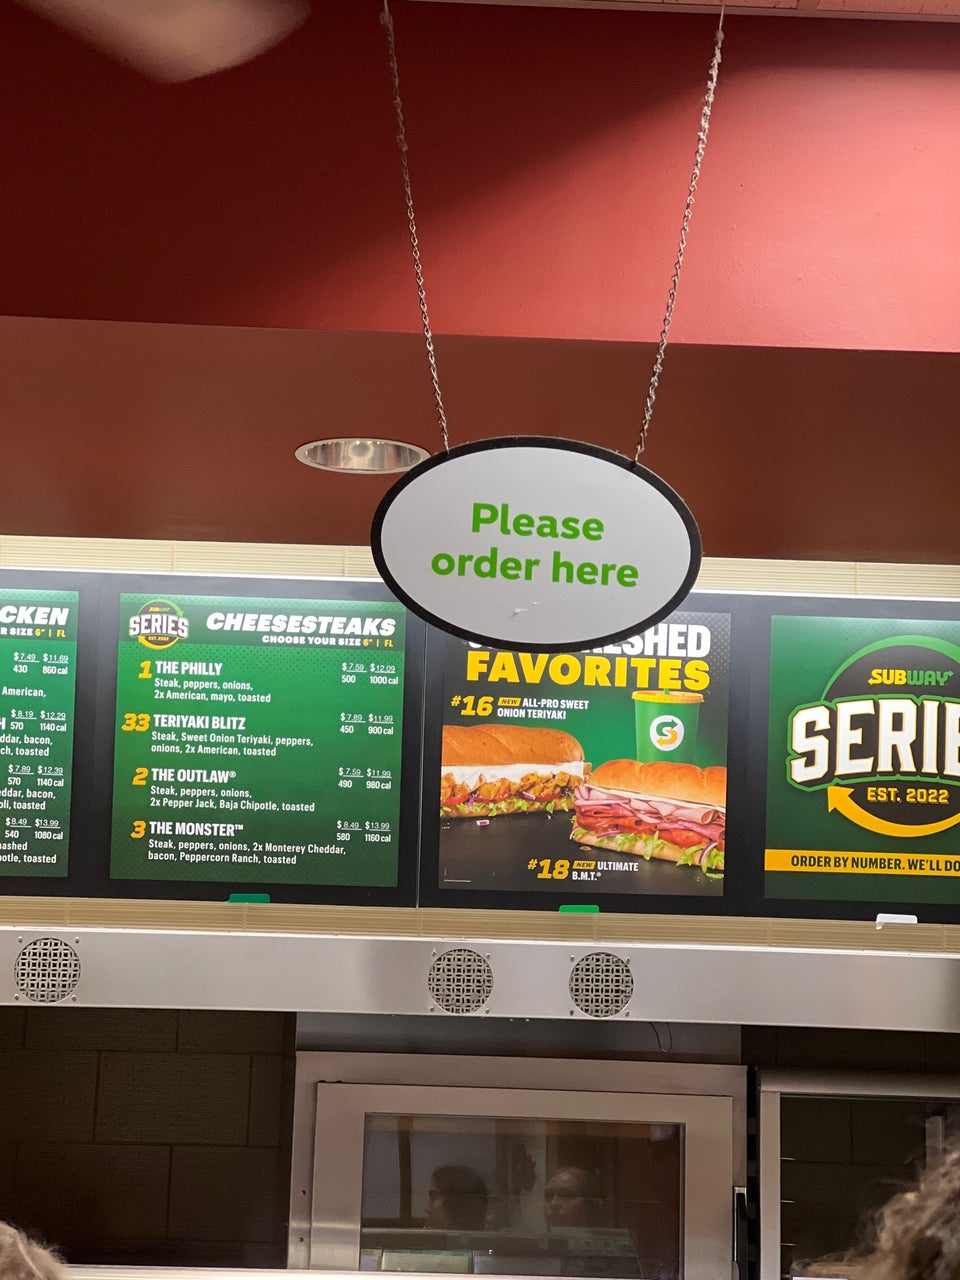 Please
order here
CKEN
R SIZE 6" | FL
$7.49 $11.69
430 860 cal
American,
$8.19 $12.29
H 570 1140 cal
ddar, bacon,
ch, toasted
$7.89 $12.39
570 1140 cal
eddar, bacon,
oli, toasted
$8.49 $13.99
540 1080 cal
ashed
potle, toasted
SUBWAY
SERIES
EST. 2022
CHEESESTEAKS
CHOOSE YOUR SIZE 6" | FL
1 THE PHILLY $7.59 $12.09
Steak, peppers, onions, 500 1000 cal
2x American, mayo, toasted
33 TERIYAKI BLITZ $7.89 $11.99
Steak, Sweet Onion Teriyaki, peppers, 450 900 cal
onions, 2x American, toasted
2 THE OUTLAW® $7.59 $11.99
Steak, peppers, onions, 490 980 cal
2x Pepper Jack, Baja Chipotle, toasted
3 THE MONSTER™ $8.49 $13.99
Steak, peppers, onions, 2x Monterey Cheddar, 580 1160 cal
bacon, Peppercorn Ranch, toasted
ESHED
FAVORITES
#16 NEW ALL-PRO SWEET
ONION TERIYAKI
#18 NEW ULTIMATE
B.M.T.®
SUBWAY
SERIE
EST. 2022
ORDER BY NUMBER. WE'LL DO